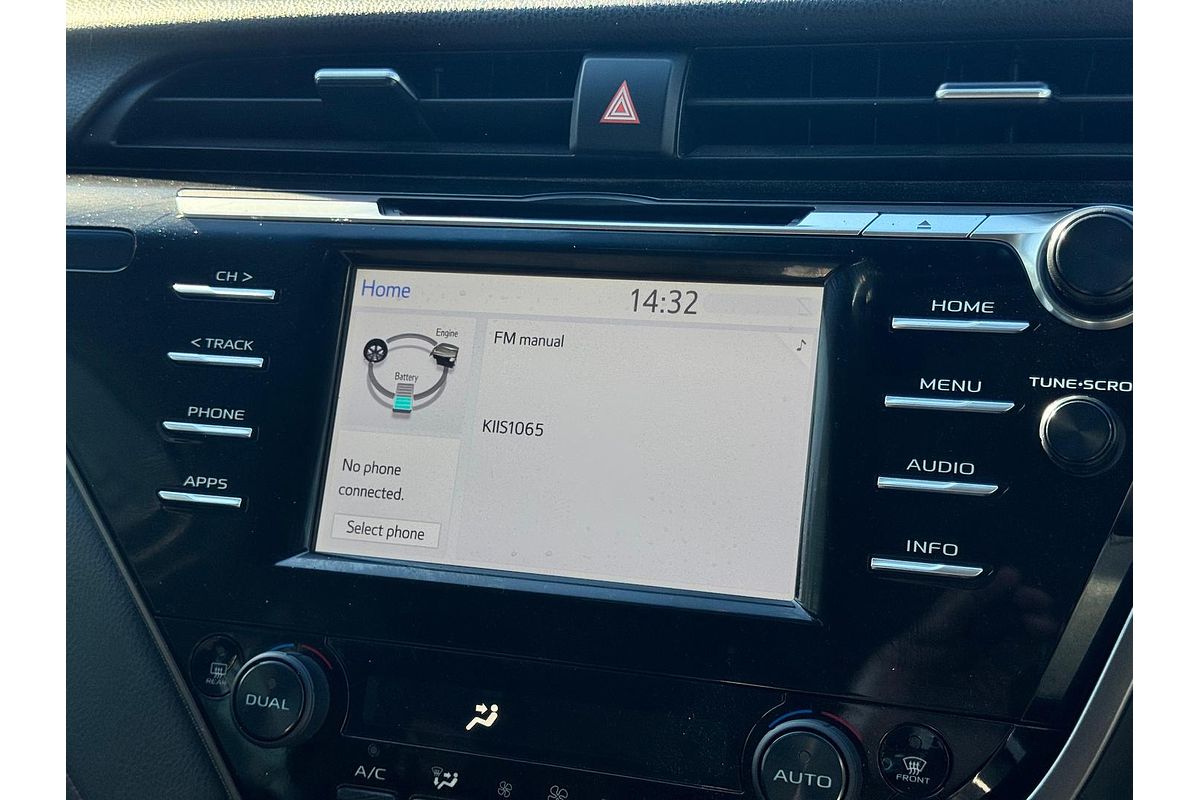 CH >
< TRACK
PHONE
APPS
Home
14:32
Engine
Battery
FM manual
KIIS1065
No phone
connected.
Select phone
HOME
MENU
AUDIO
INFO
TUNE•SCRO
REAR
DUAL
A/C
AUTO
FRONT